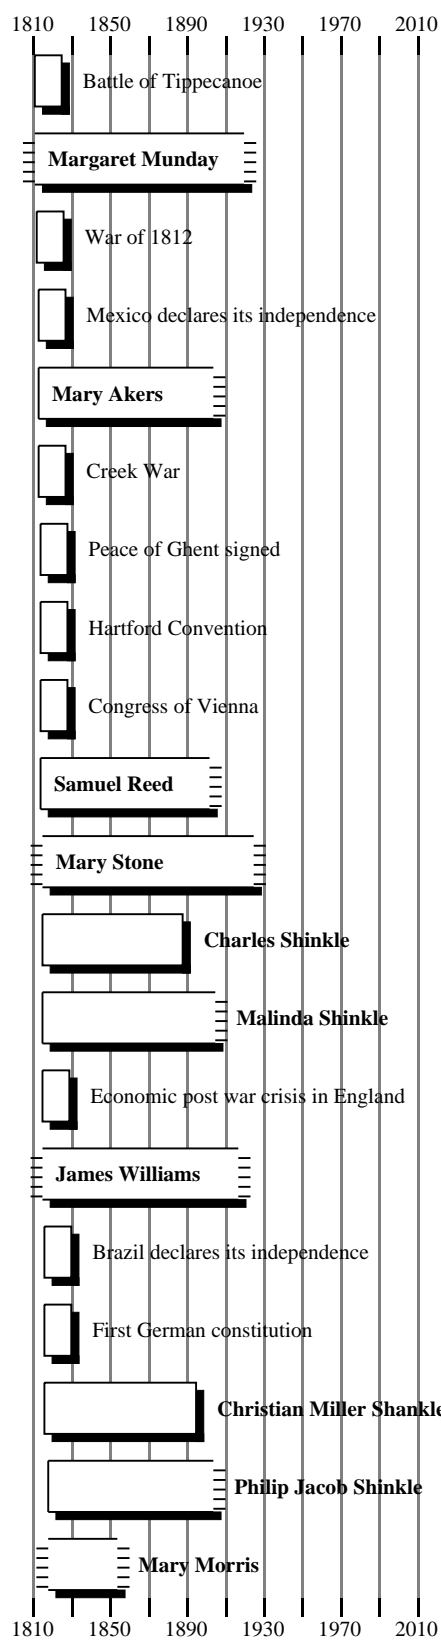 1810 1850 1890 1930 1970 2010
Battle of Tippecanoe
Margaret Munday
War of 1812
Mexico declares its independence
Mary Akers
Creek War
Peace of Ghent signed
Hartford Convention
Congress of Vienna
Samuel Reed
Mary Stone
Charles Shinkle
Malinda Shinkle
Economic post war crisis in England
James Williams
Brazil declares its independence
First German constitution
Christian Miller Shankle
Philip Jacob Shinkle
Mary Morris
1810 1850 1890 1930 1970 2010